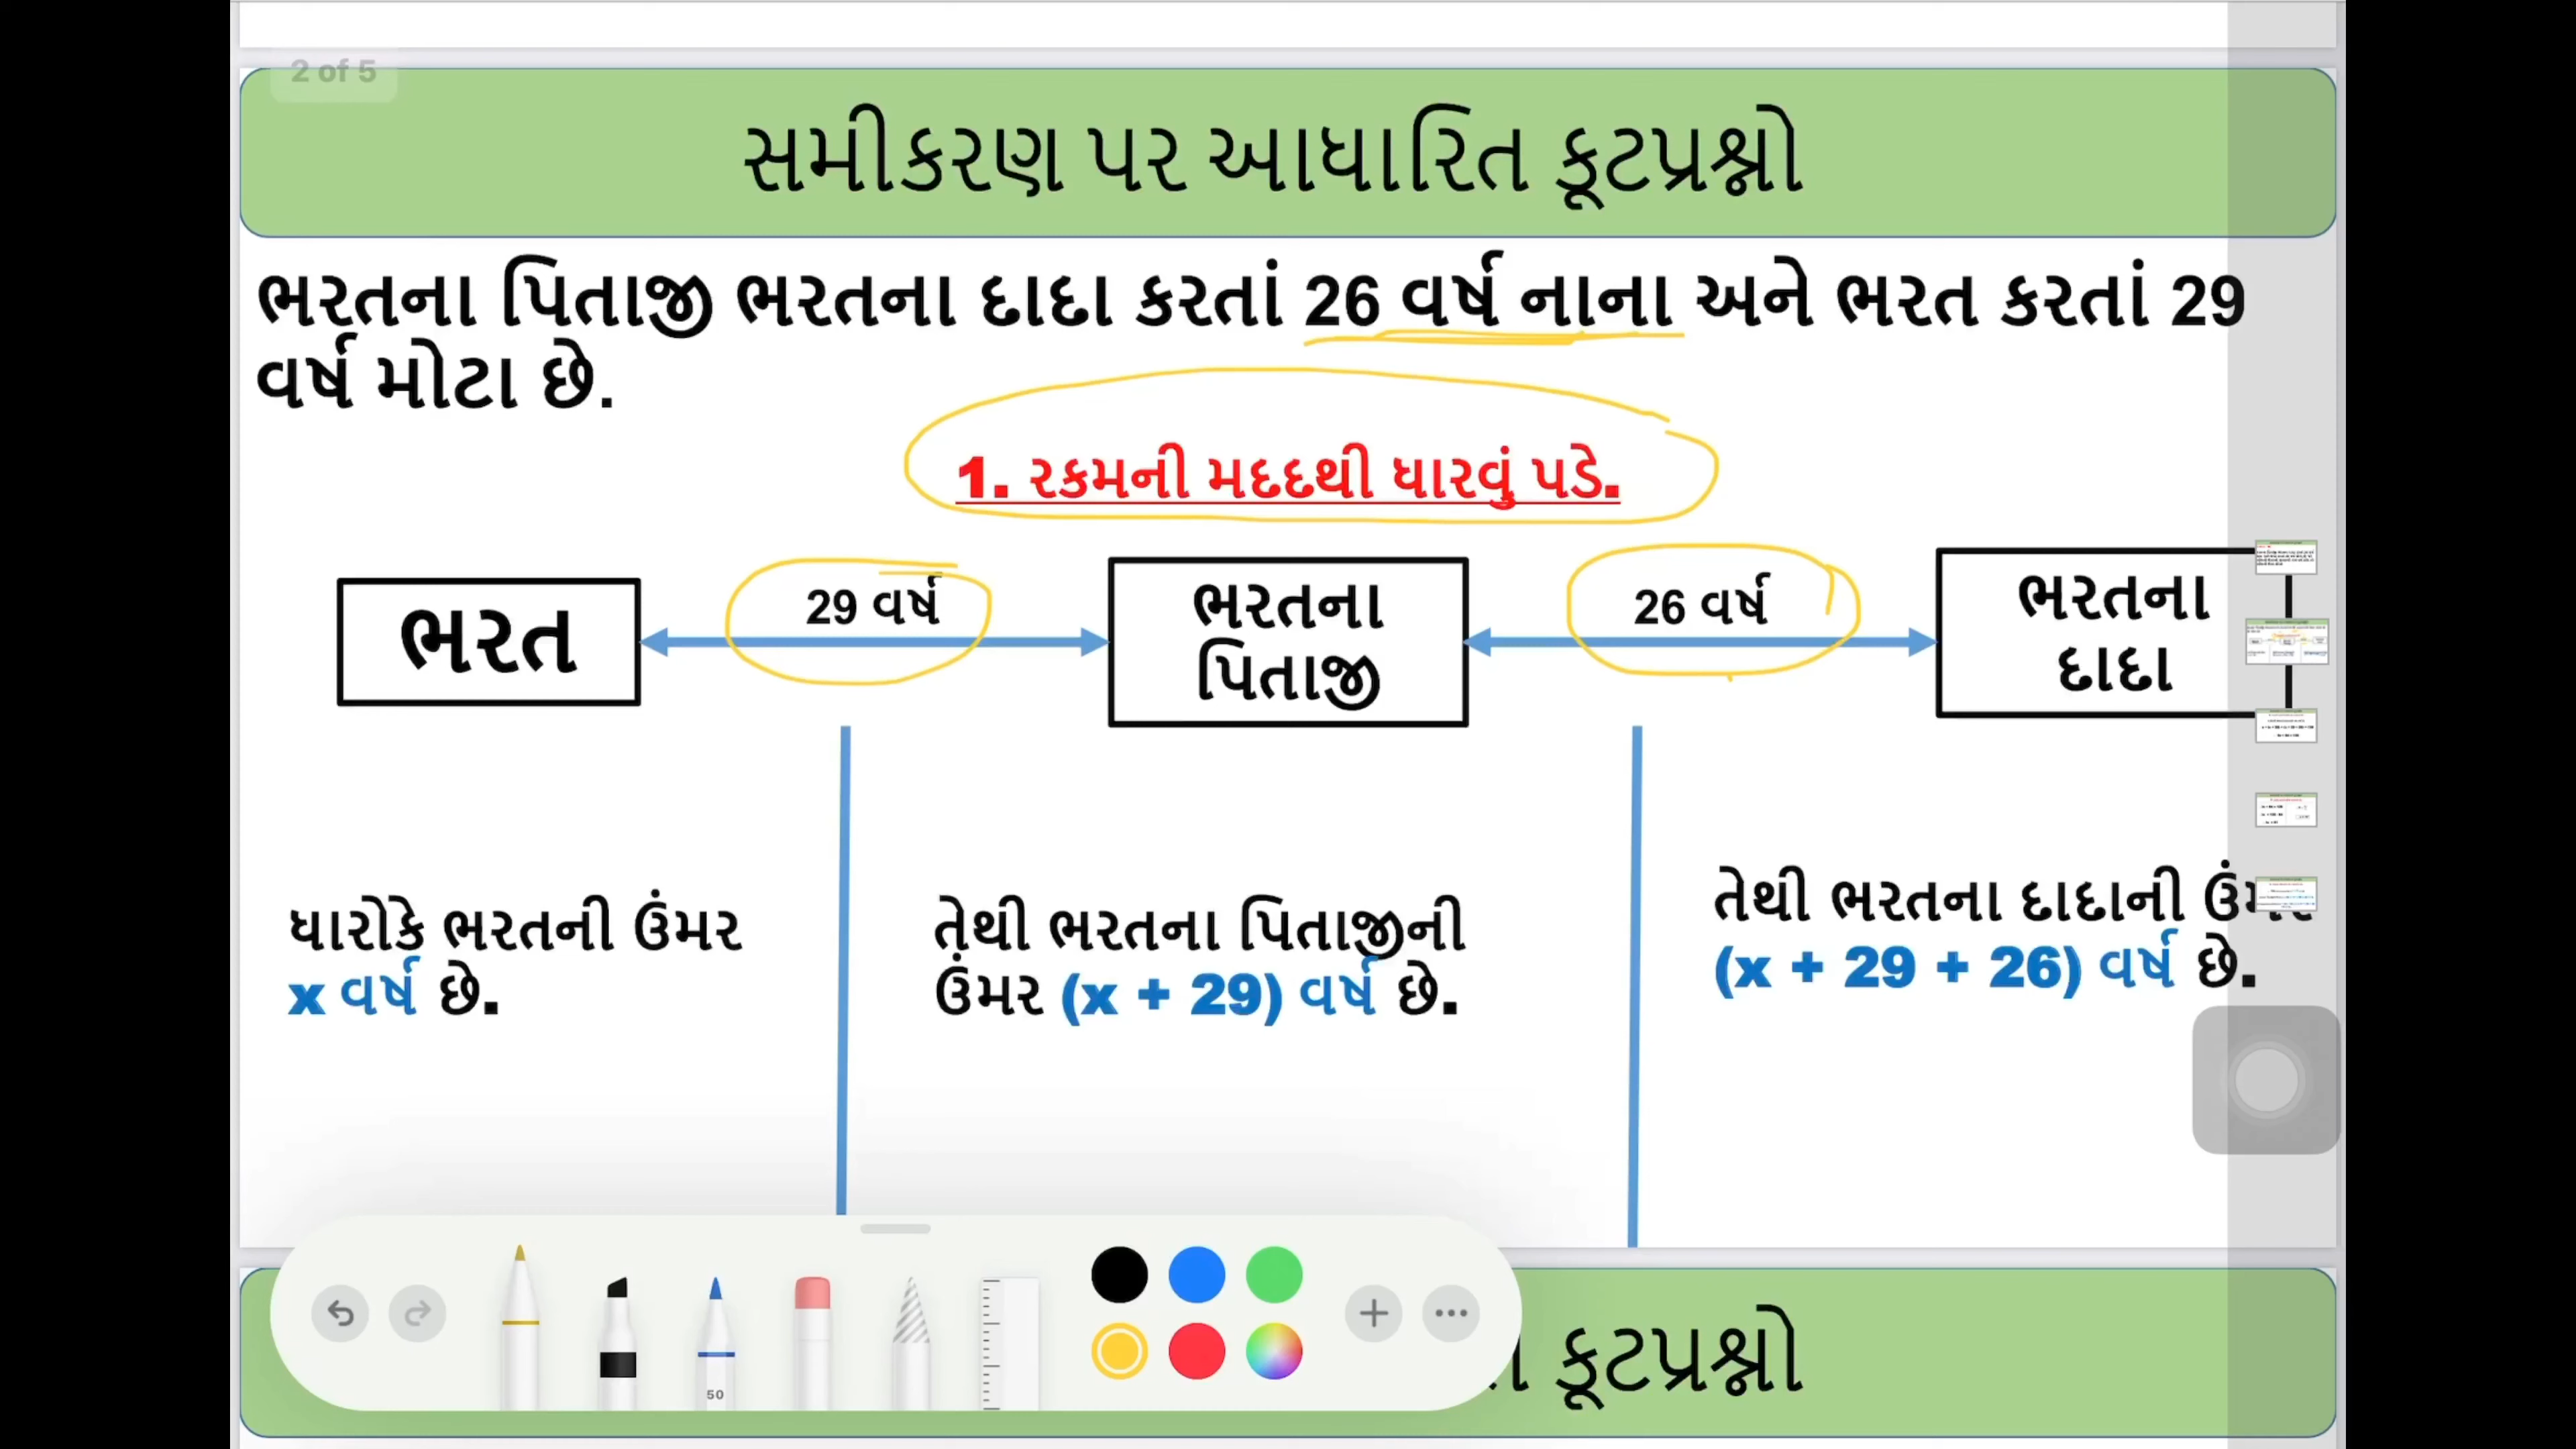 2 of 5
સમીકરણ પર આધારિત કૂટપ્રશ્નો
ભરતના પિતાજી ભરતના દાદા કરતાં 26 વર્ષ નાના અને ભરત કરતાં 29
વર્ષ મોટા છે.
1. રકમની મદદથી ધારવું પડે.
ભરત
29 વર્ષ
ભરતના
પિતાજી
26 વર્ષ
ભરતના
દાદા
ધારોકે ભરતની ઉંમર
x વર્ષ છે.
તેથી ભરતના પિતાજીની
ઉંમર (x + 29) વર્ષ છે.
તેથી ભરતના દાદાની
(x + 29 + 26) વર્ષ છે.
50
કૂટપ્રશ્નો